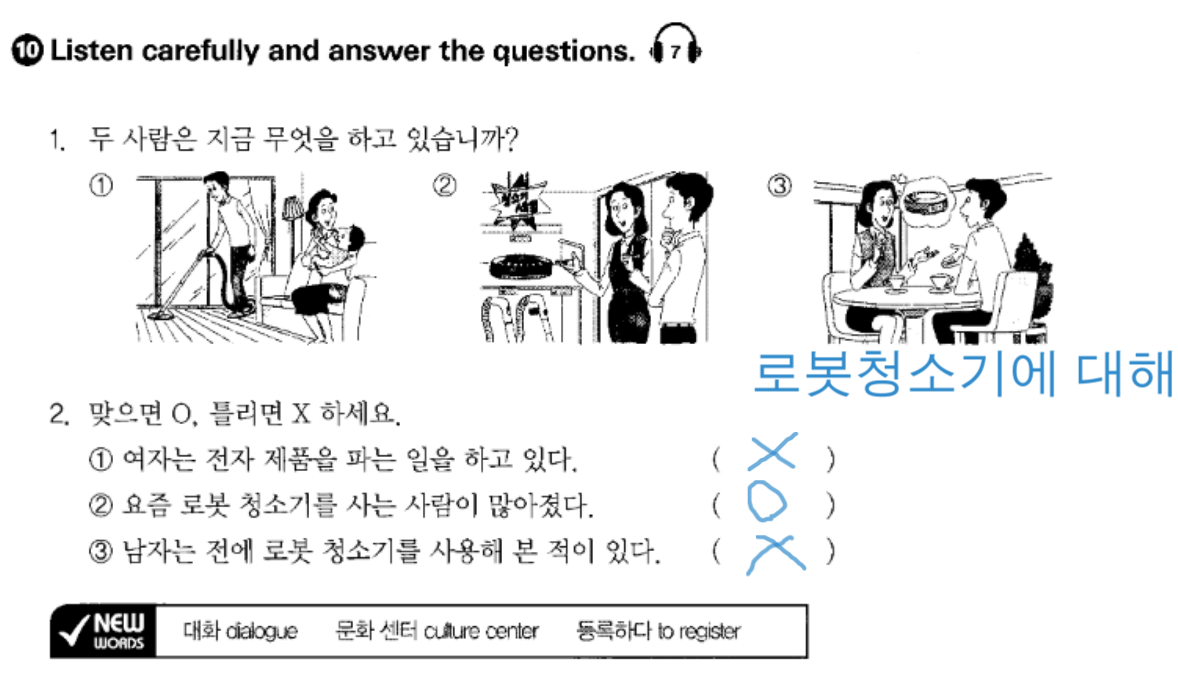 10 Listen carefully and answer the questions. 7
1. 두 사람은 지금 무엇을 하고 있습니까?
① ② ③
로봇청소기에 대해
2. 맞으면 O, 틀리면 X 하세요.
① 여자는 전자 제품을 파는 일을 하고 있다. ( X )
② 요즘 로봇 청소기를 사는 사람이 많아졌다. ( O )
③ 남자는 전에 로봇 청소기를 사용해 본 적이 있다. ( X )
NEW WORDS 대화 dialogue 문화 센터 culture center 등록하다 to register